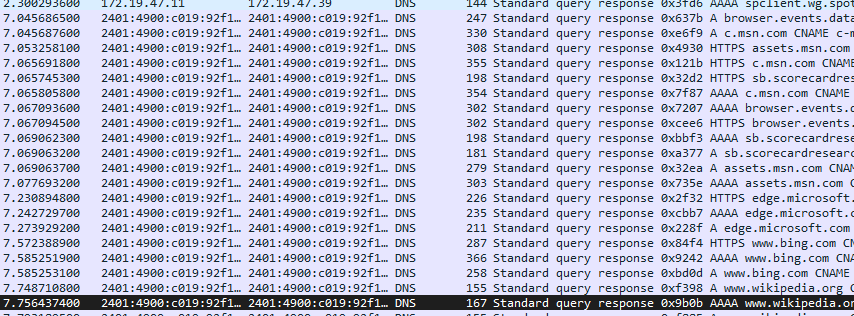 2.300293600 172.19.47.11 172.19.47.39 DNS 144 Standard query response 0x3fd6 AAAA spclient.wg.spot
7.045686500 2401:4900:c019:92f1… 2401:4900:c019:92f1… DNS 247 Standard query response 0x637b A browser.events.data
7.045687600 2401:4900:c019:92f1… 2401:4900:c019:92f1… DNS 330 Standard query response 0xe6f9 A c.msn.com CNAME c-m
7.053258100 2401:4900:c019:92f1… 2401:4900:c019:92f1… DNS 308 Standard query response 0x4930 HTTPS assets.msn.com
7.065691800 2401:4900:c019:92f1… 2401:4900:c019:92f1… DNS 355 Standard query response 0x121b HTTPS c.msn.com CNAME
7.065745300 2401:4900:c019:92f1… 2401:4900:c019:92f1… DNS 198 Standard query response 0x32d2 HTTPS sb.scorecardres
7.065805800 2401:4900:c019:92f1… 2401:4900:c019:92f1… DNS 354 Standard query response 0x7f87 AAAA c.msn.com CNAME
7.067093600 2401:4900:c019:92f1… 2401:4900:c019:92f1… DNS 302 Standard query response 0x7207 AAAA browser.events.d
7.067094500 2401:4900:c019:92f1… 2401:4900:c019:92f1… DNS 302 Standard query response 0xcee6 HTTPS browser.events.
7.069062300 2401:4900:c019:92f1… 2401:4900:c019:92f1… DNS 198 Standard query response 0xbbf3 AAAA sb.scorecardrese
7.069063200 2401:4900:c019:92f1… 2401:4900:c019:92f1… DNS 181 Standard query response 0xa377 A sb.scorecardresearc
7.069063700 2401:4900:c019:92f1… 2401:4900:c019:92f1… DNS 279 Standard query response 0x32ea A assets.msn.com CNAM
7.077693200 2401:4900:c019:92f1… 2401:4900:c019:92f1… DNS 303 Standard query response 0x735e AAAA assets.msn.com C
7.230894800 2401:4900:c019:92f1… 2401:4900:c019:92f1… DNS 226 Standard query response 0x2f32 HTTPS edge.microsoft.
7.242729700 2401:4900:c019:92f1… 2401:4900:c019:92f1… DNS 235 Standard query response 0xcbb7 AAAA edge.microsoft.c
7.273929200 2401:4900:c019:92f1… 2401:4900:c019:92f1… DNS 211 Standard query response 0x228f A edge.microsoft.com
7.572388900 2401:4900:c019:92f1… 2401:4900:c019:92f1… DNS 287 Standard query response 0x84f4 HTTPS www.bing.com CN
7.585251900 2401:4900:c019:92f1… 2401:4900:c019:92f1… DNS 366 Standard query response 0x9242 AAAA www.bing.com CNA
7.585253100 2401:4900:c019:92f1… 2401:4900:c019:92f1… DNS 258 Standard query response 0xbd0d A www.bing.com CNAME
7.748710800 2401:4900:c019:92f1… 2401:4900:c019:92f1… DNS 155 Standard query response 0xf398 A www.wikipedia.org C
7.756437400 2401:4900:c019:92f1… 2401:4900:c019:92f1… DNS 167 Standard query response 0x9b0b AAAA www.wikipedia.or